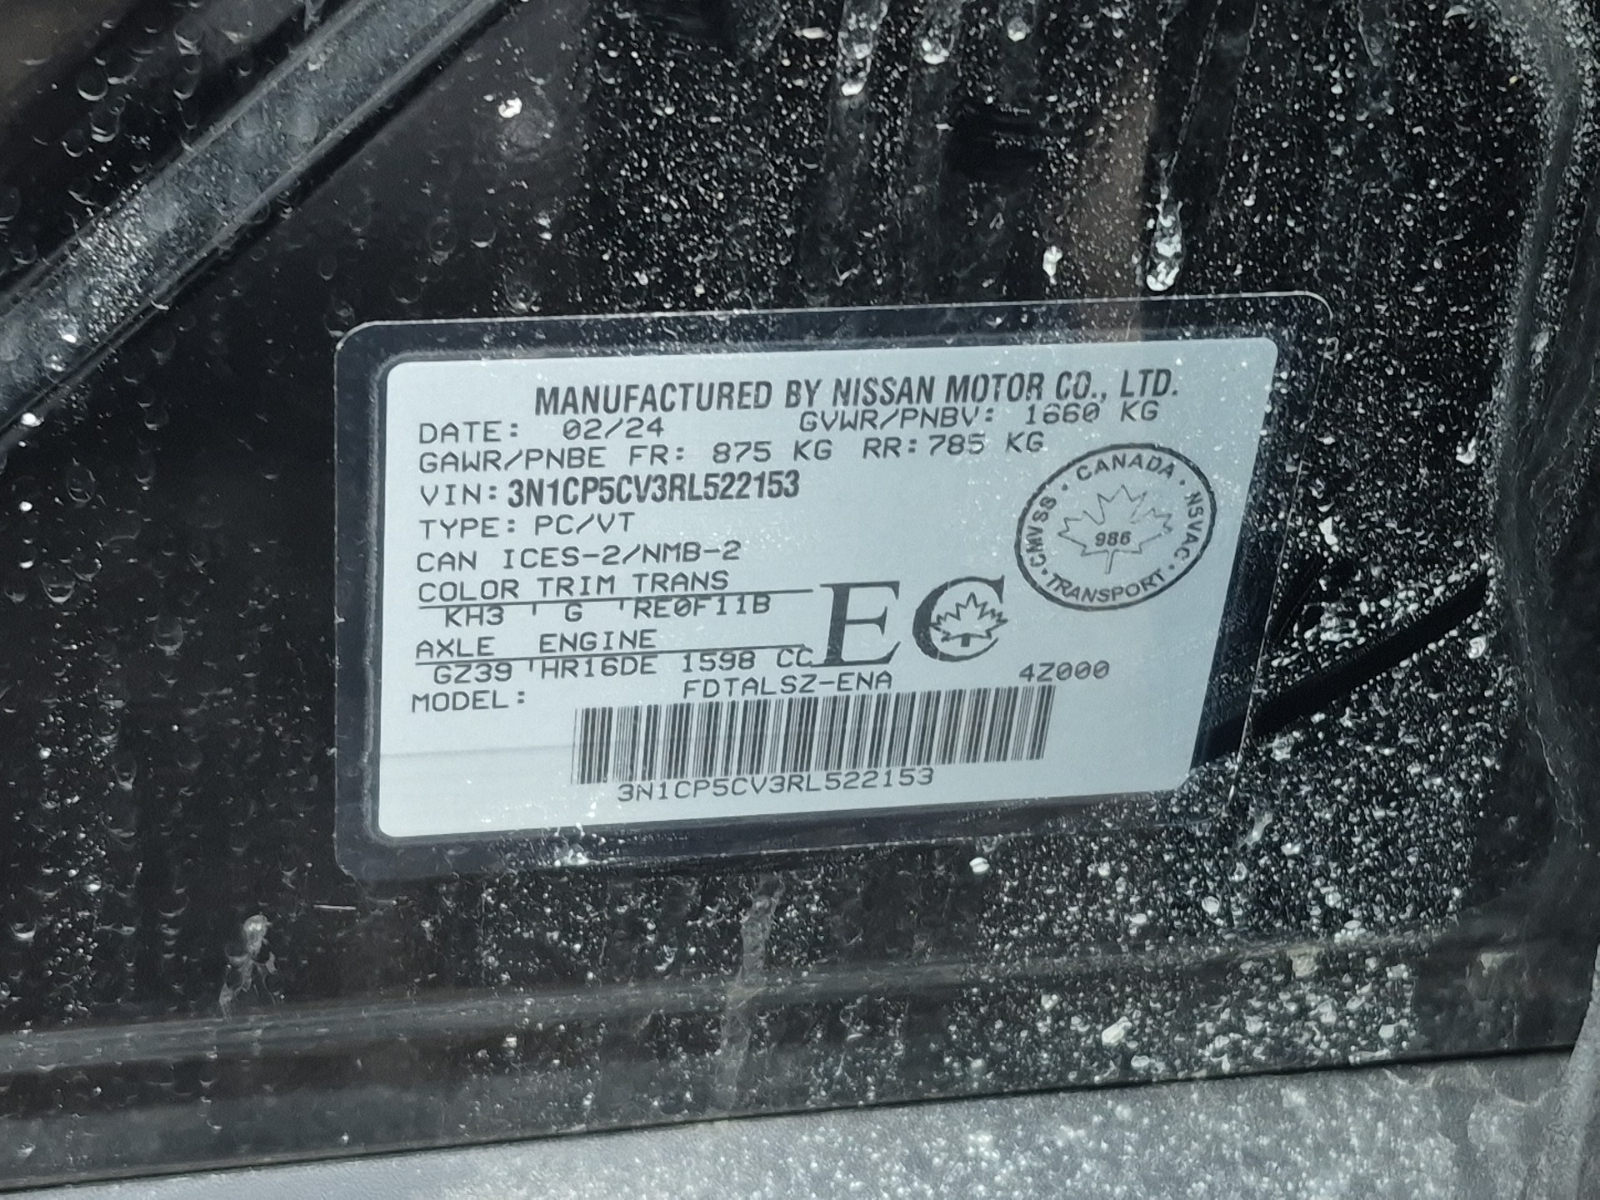 MANUFACTURED BY NISSAN MOTOR CO., LTD.
DATE: 02/24 GVWR/PNBV: 1660 KG
GAWR/PNBE FR: 875 KG RR: 785 KG
VIN: 3N1CP5CV3RL522153
TYPE: PC/VT
CAN ICES-2/NMB-2
COLOR TRIM TRANS
KH3 G RE0F11B
AXLE ENGINE
GZ39 HR16DE 1598 CC
MODEL: FDTALSZ-ENA 4Z000
3N1CP5CV3RL522153
EC
CANADA · NSVAC · TRANSPORT · CMVSS ·
986